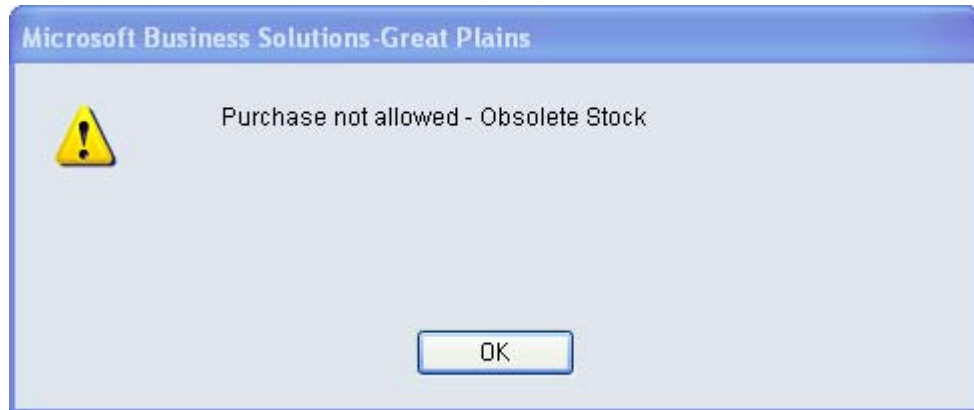 Microsoft Business Solutions-Great Plains
Purchase not allowed - Obsolete Stock
OK